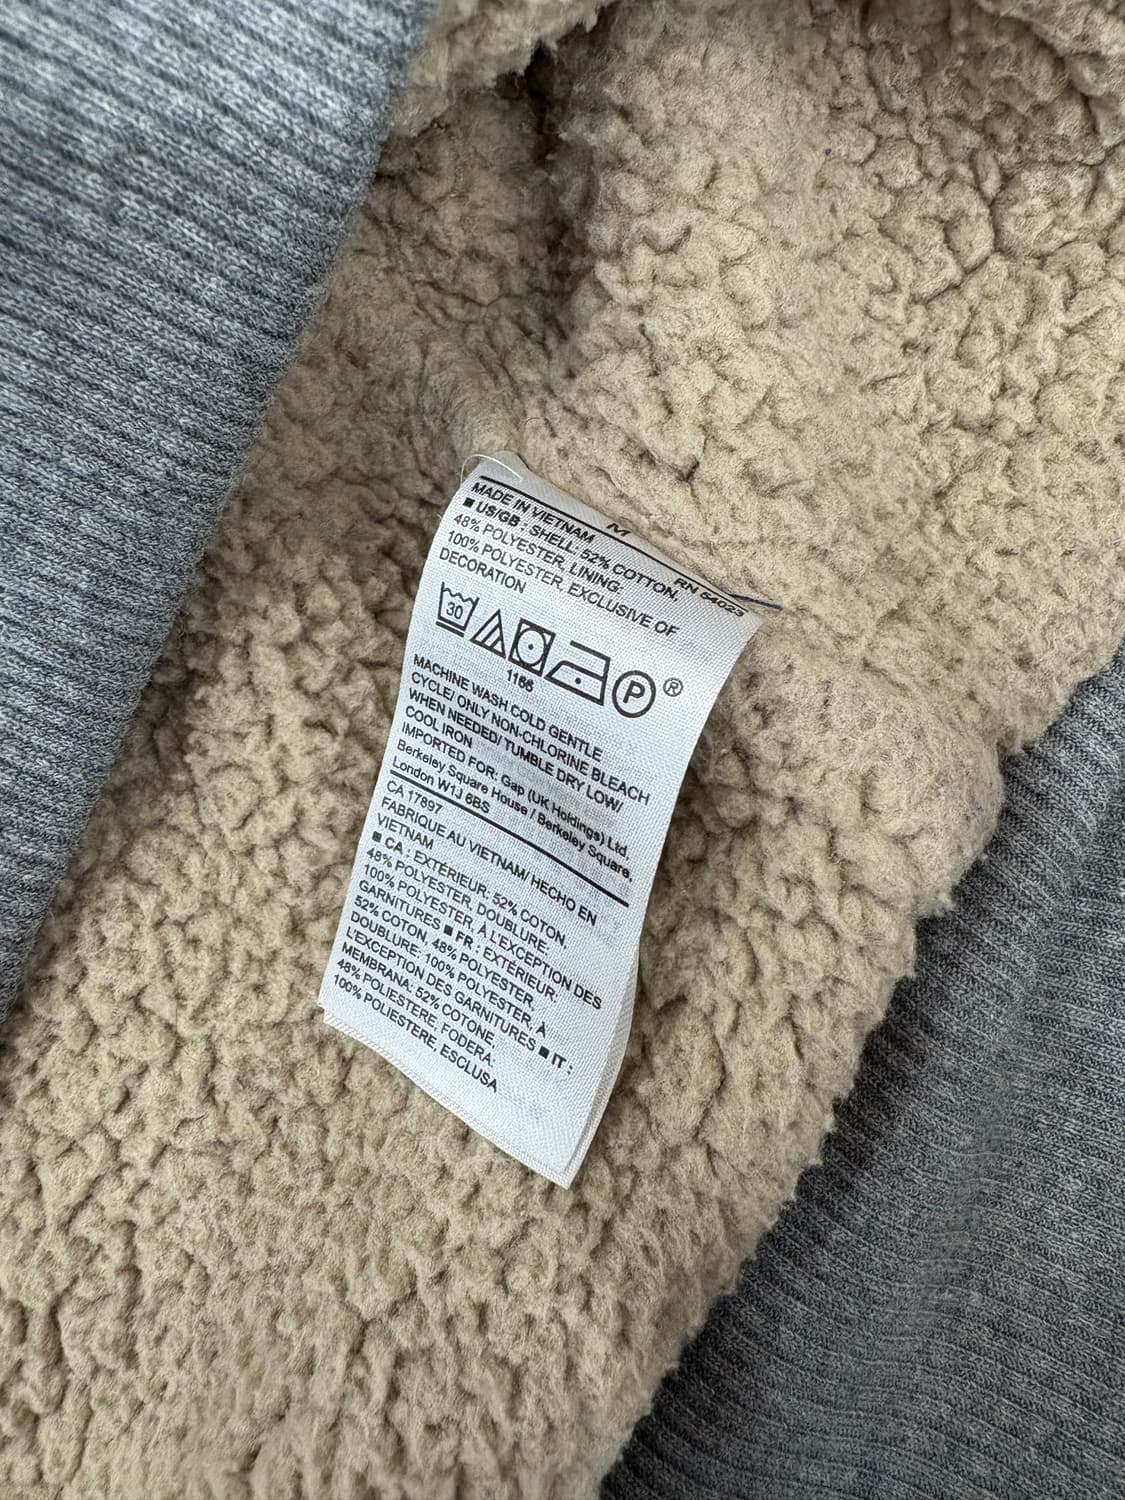 M
MADE IN VIETNAM RN 54023
■ US/GB : SHELL: 52% COTTON,
48% POLYESTER, LINING:
100% POLYESTER, EXCLUSIVE OF
DECORATION
30 P ®
MACHINE WASH COLD GENTLE
CYCLE/ ONLY NON-CHLORINE BLEACH
WHEN NEEDED/ TUMBLE DRY LOW/
COOL IRON
IMPORTED FOR: Gap (UK Holdings) Ltd.
Berkeley Square House / Berkeley Square,
London W1J 6BS
CA 17897
FABRIQUE AU VIETNAM/ HECHO EN
VIETNAM
■ CA : EXTÉRIEUR: 52% COTON,
48% POLYESTER, DOUBLURE:
100% POLYESTER, À L'EXCEPTION DES
GARNITURES ■ FR : EXTÉRIEUR:
52% COTON, 48% POLYESTER,
DOUBLURE: 100% POLYESTER, À
L'EXCEPTION DES GARNITURES ■ IT :
MEMBRANA: 52% COTONE,
48% POLIESTERE, FODERA:
100% POLIESTERE, ESCLUSA